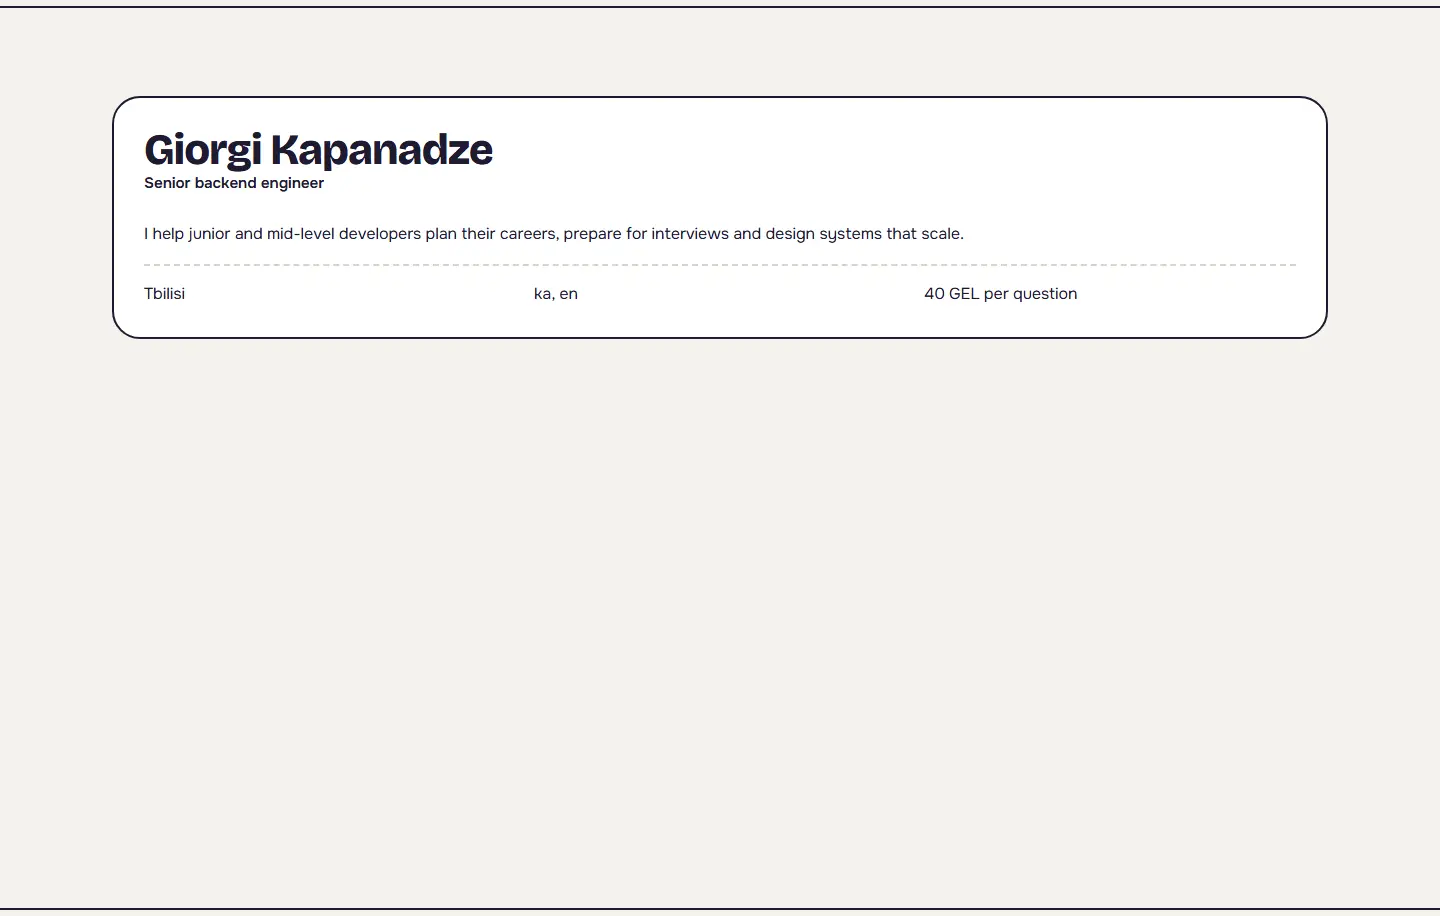 Giorgi Kapanadze
Senior backend engineer
I help junior and mid-level developers plan their careers, prepare for interviews and design systems that scale.
Tbilisi
ka, en
40 GEL per question